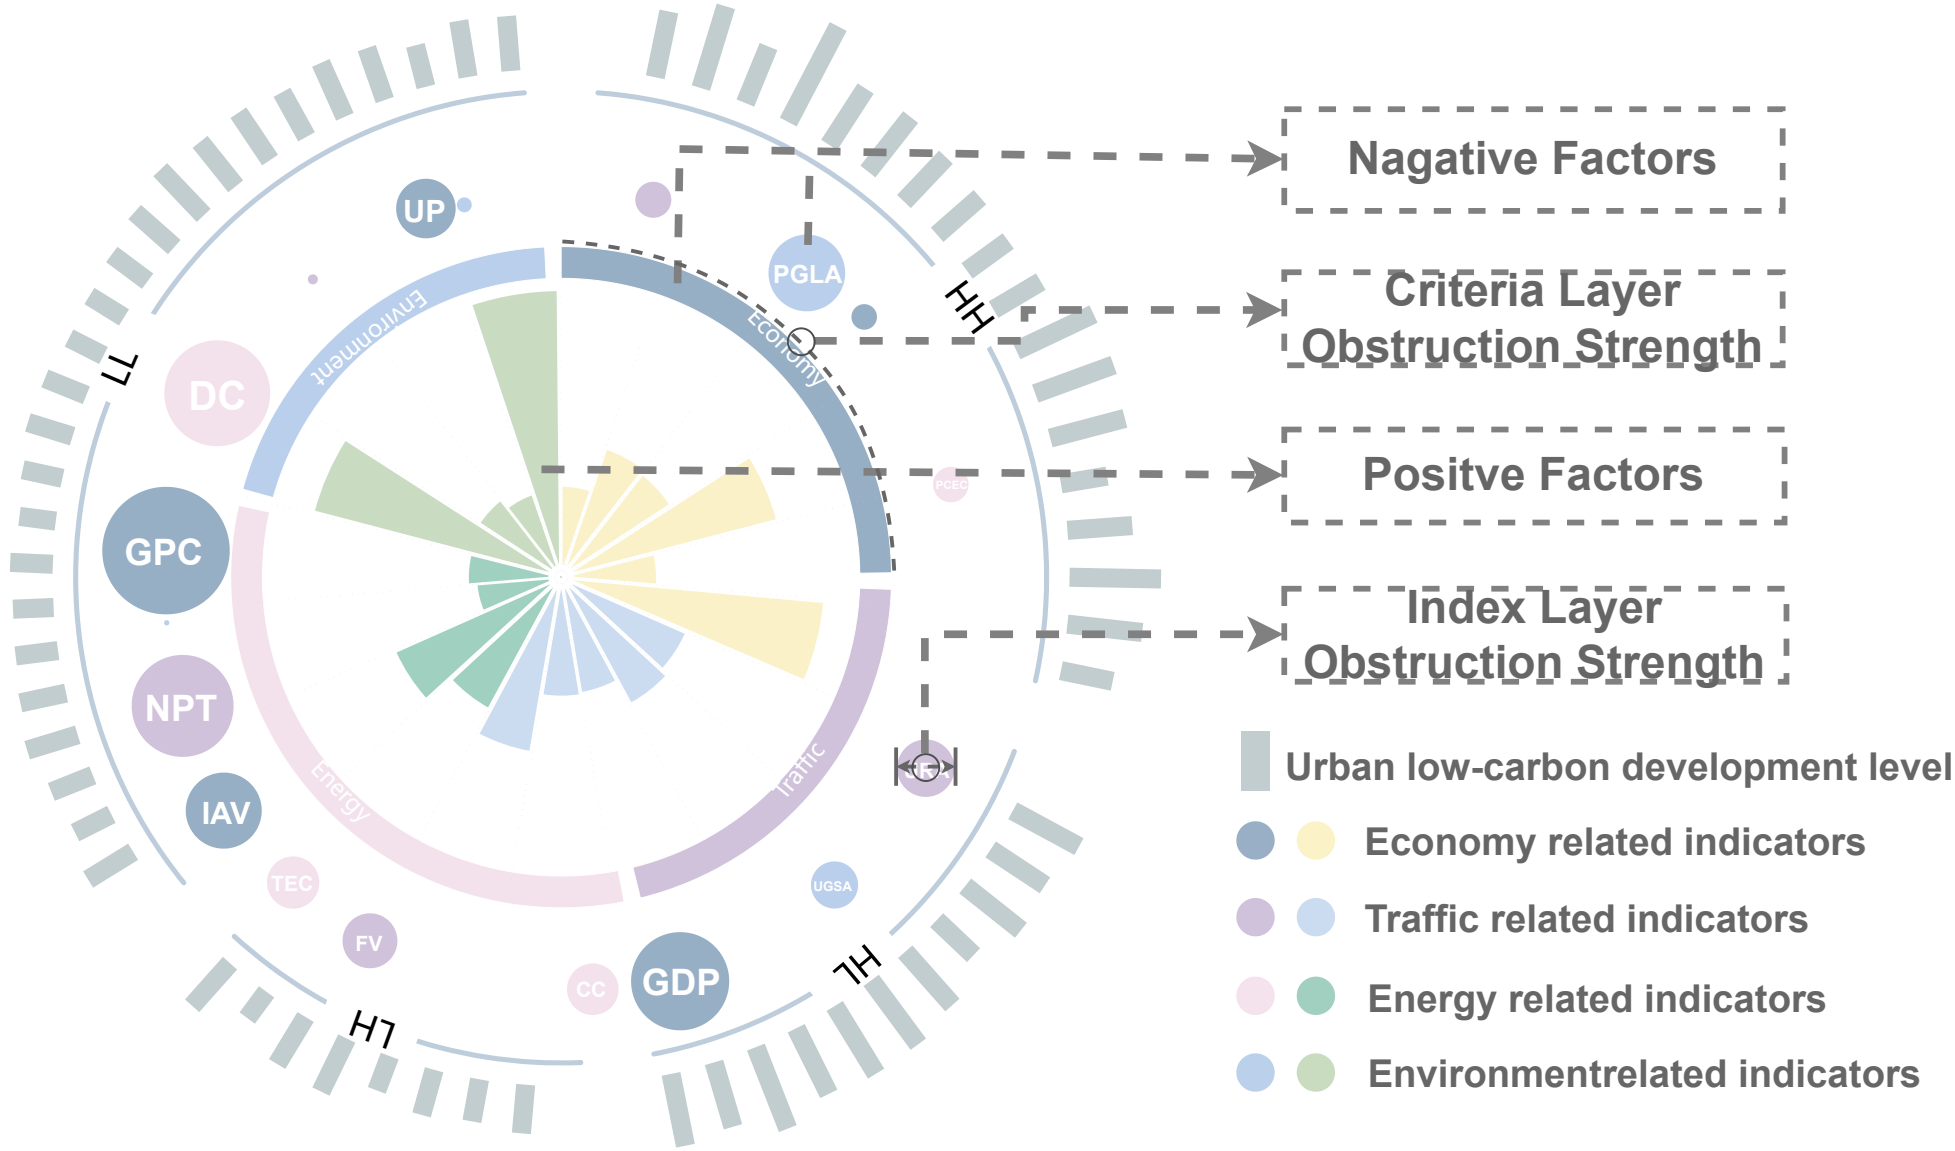 Nagative Factors
Criteria Layer
Obstruction Strength
Positve Factors
Index Layer
Obstruction Strength
Urban low-carbon development level
Economy related indicators
Traffic related indicators
Energy related indicators
Environmentrelated indicators
UP
PGLA
HH
Economy
Environment
LL
DC
PCEC
GPC
NPT
IAV
TEC
FV
LH
CC
GDP
HL
UGSA
Traffic
Energy